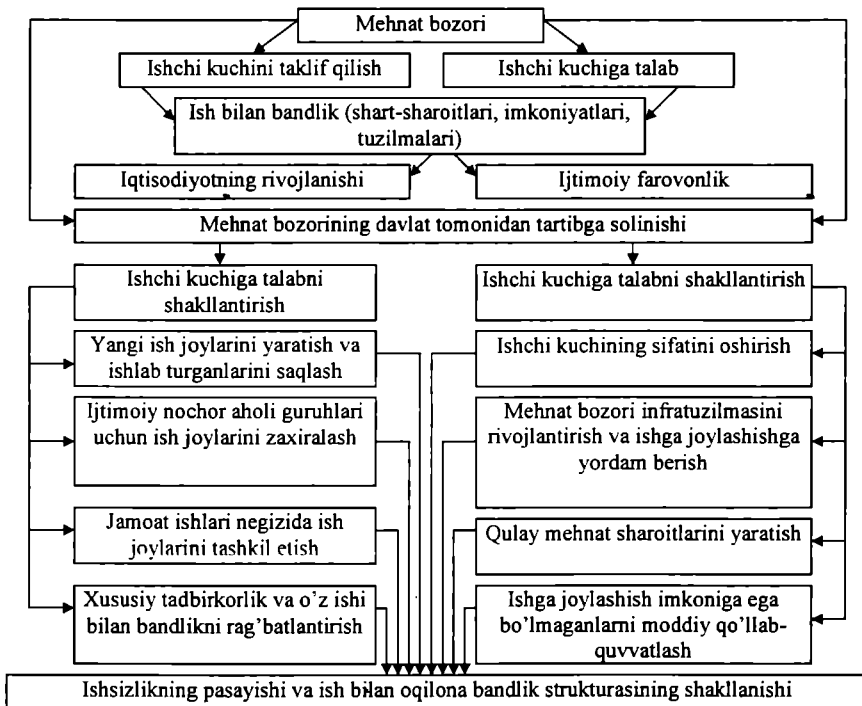 Mehnat bozori
Ishchi kuchini taklif qilish
Ishchi kuchiga talab
Ish bilan bandlik (shart-sharoitlari, imkoniyatlari,
tuzilmalari)
Iqtisodiyotning rivojlanishi
Ijtimoiy farovonlik
Mehnat bozorining davlat tomonidan tartibga solinishi
Ishchi kuchiga talabni
shakllantirish
Ishchi kuchiga talabni shakllantirish
Yangi ish joylarini yaratish va
ishlab turganlarini saqlash
Ishchi kuchining sifatini oshirish
Ijtimoiy nochor aholi guruhlari
uchun ish joylarini zaxiralash
Mehnat bozori infratuzilmasini
rivojlantirish va ishga joylashishga
yordam berish
Jamoat ishlari negizida ish
joylarini tashkil etish
Qulay mehnat sharoitlarini yaratish
Xususiy tadbirkorlik va o'z ishi
bilan bandlikni rag'batlantirish
Ishga joylashish imkoniga ega
bo'lmaganlarni moddiy qo'llab-
quvvatlash
Ishsizlikning pasayishi va ish bilan oqilona bandlik strukturasining shakllanishi